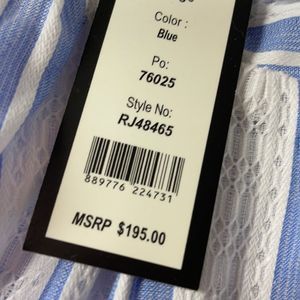 Color :
Blue
Po:
76025
Style No:
RJ48465
889776 224731
MSRP $195.00